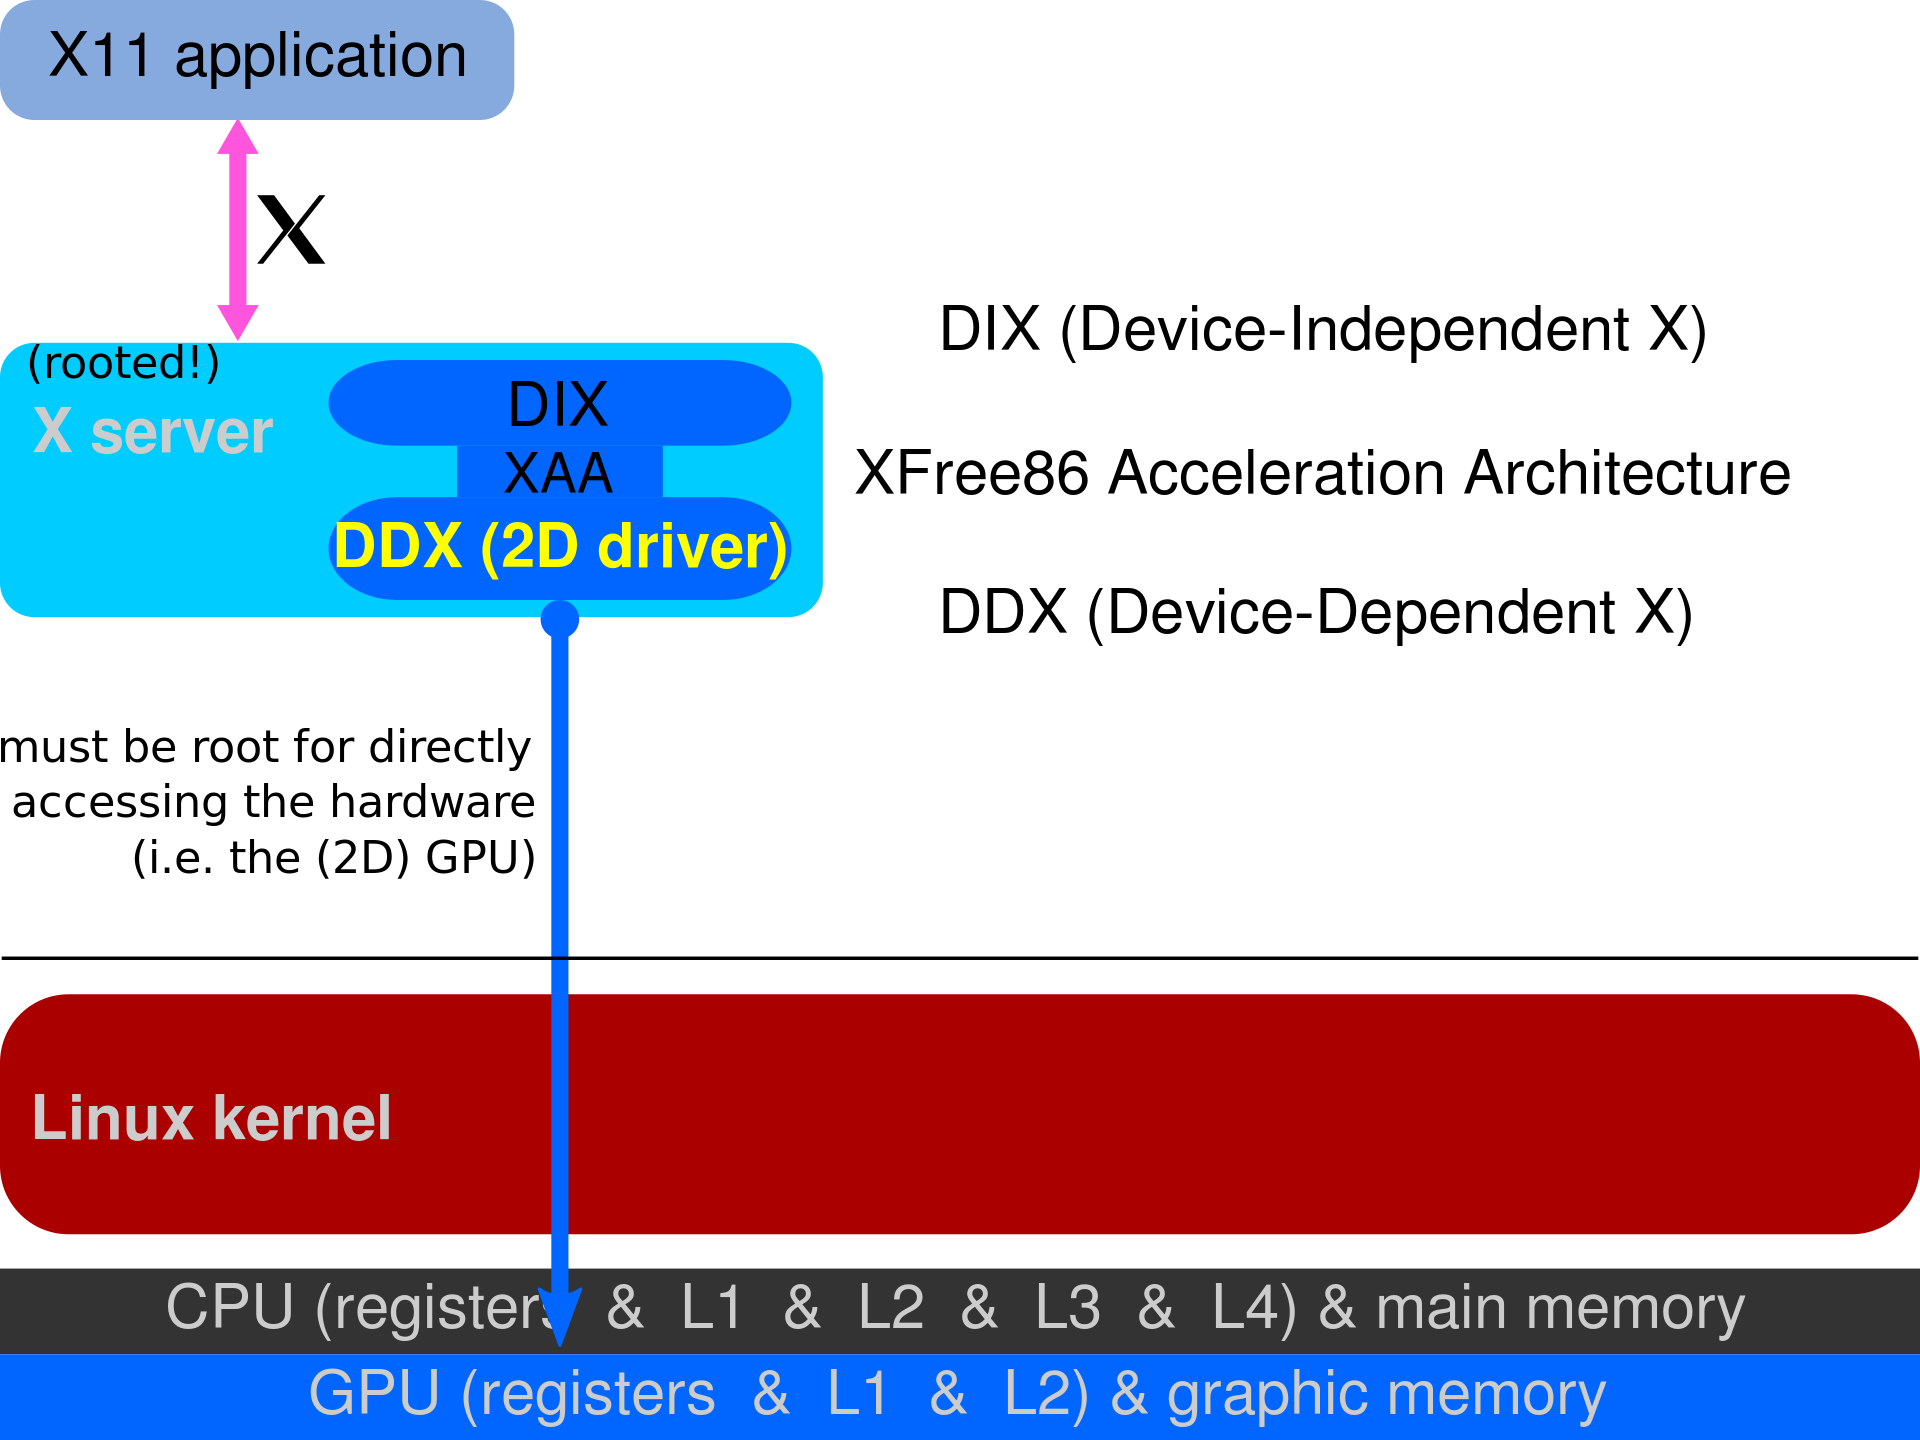 X11 application
X
(rooted!)
X server
DIX
XAA
DDX (2D driver)
DIX (Device-Independent X)
XFree86 Acceleration Architecture
DDX (Device-Dependent X)
must be root for directly
accessing the hardware
(i.e. the (2D) GPU)
Linux kernel
CPU (registers & L1 & L2 & L3 & L4) & main memory
GPU (registers & L1 & L2) & graphic memory